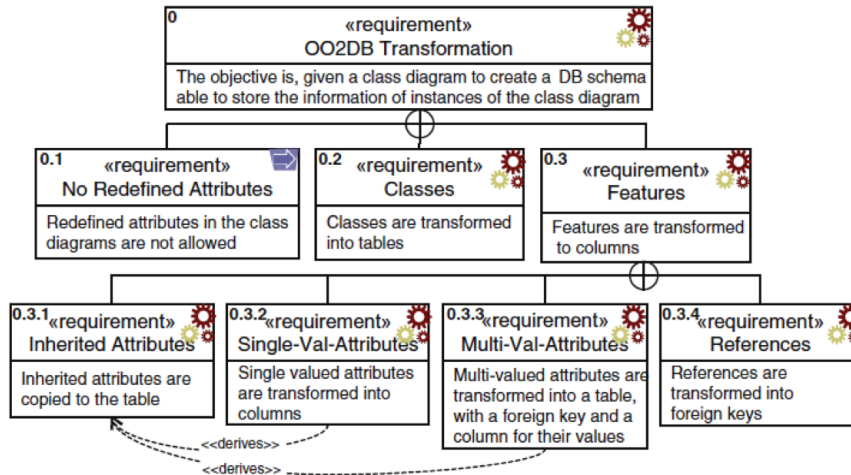 0
«requirement»
OO2DB Transformation
The objective is, given a class diagram to create a DB schema
able to store the information of instances of the class diagram
0.1
«requirement»
No Redefined Attributes
Redefined attributes in the class
diagrams are not allowed
0.2
«requirement»
Classes
Classes are transformed
into tables
0.3
«requirement»
Features
Features are transformed
to columns
0.3.1
«requirement»
Inherited Attributes
Inherited attributes are
copied to the table
0.3.2
«requirement»
Single-Val-Attributes
Single valued attributes
are transformed into
columns
0.3.3
«requirement»
Multi-Val-Attributes
Multi-valued attributes are
transformed into a table,
with a foreign key and a
column for their values
0.3.4
«requirement»
References
References are
transformed into
foreign keys
<<derives>>
<<derives>>